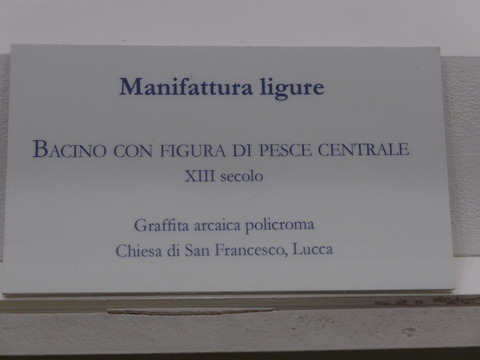 Manifattura ligure
BACINO CON FIGURA DI PESCE CENTRALE
XIII secolo
Graffita arcaica policroma
Chiesa di San Francesco, Lucca